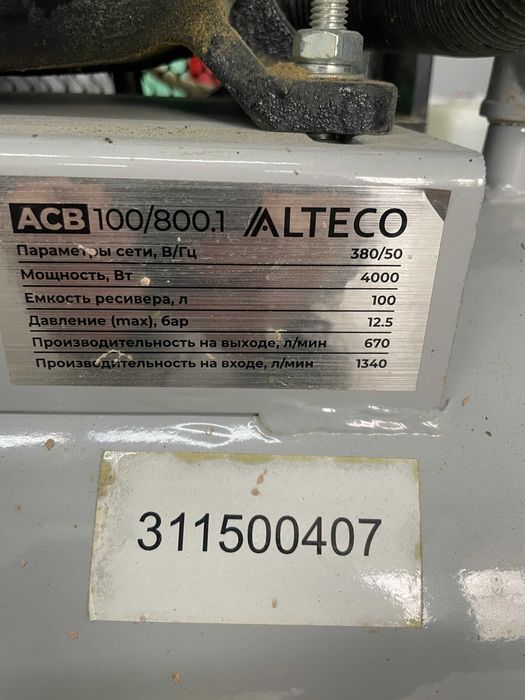 ACB 100/800.1 ALTECO
Параметры сети, В/Гц 380/50
Мощность, Вт 4000
Емкость ресивера, л 100
Давление (max), бар 12.5
Производительность на выходе, л/мин 670
Производительность на входе, л/мин 1340
311500407